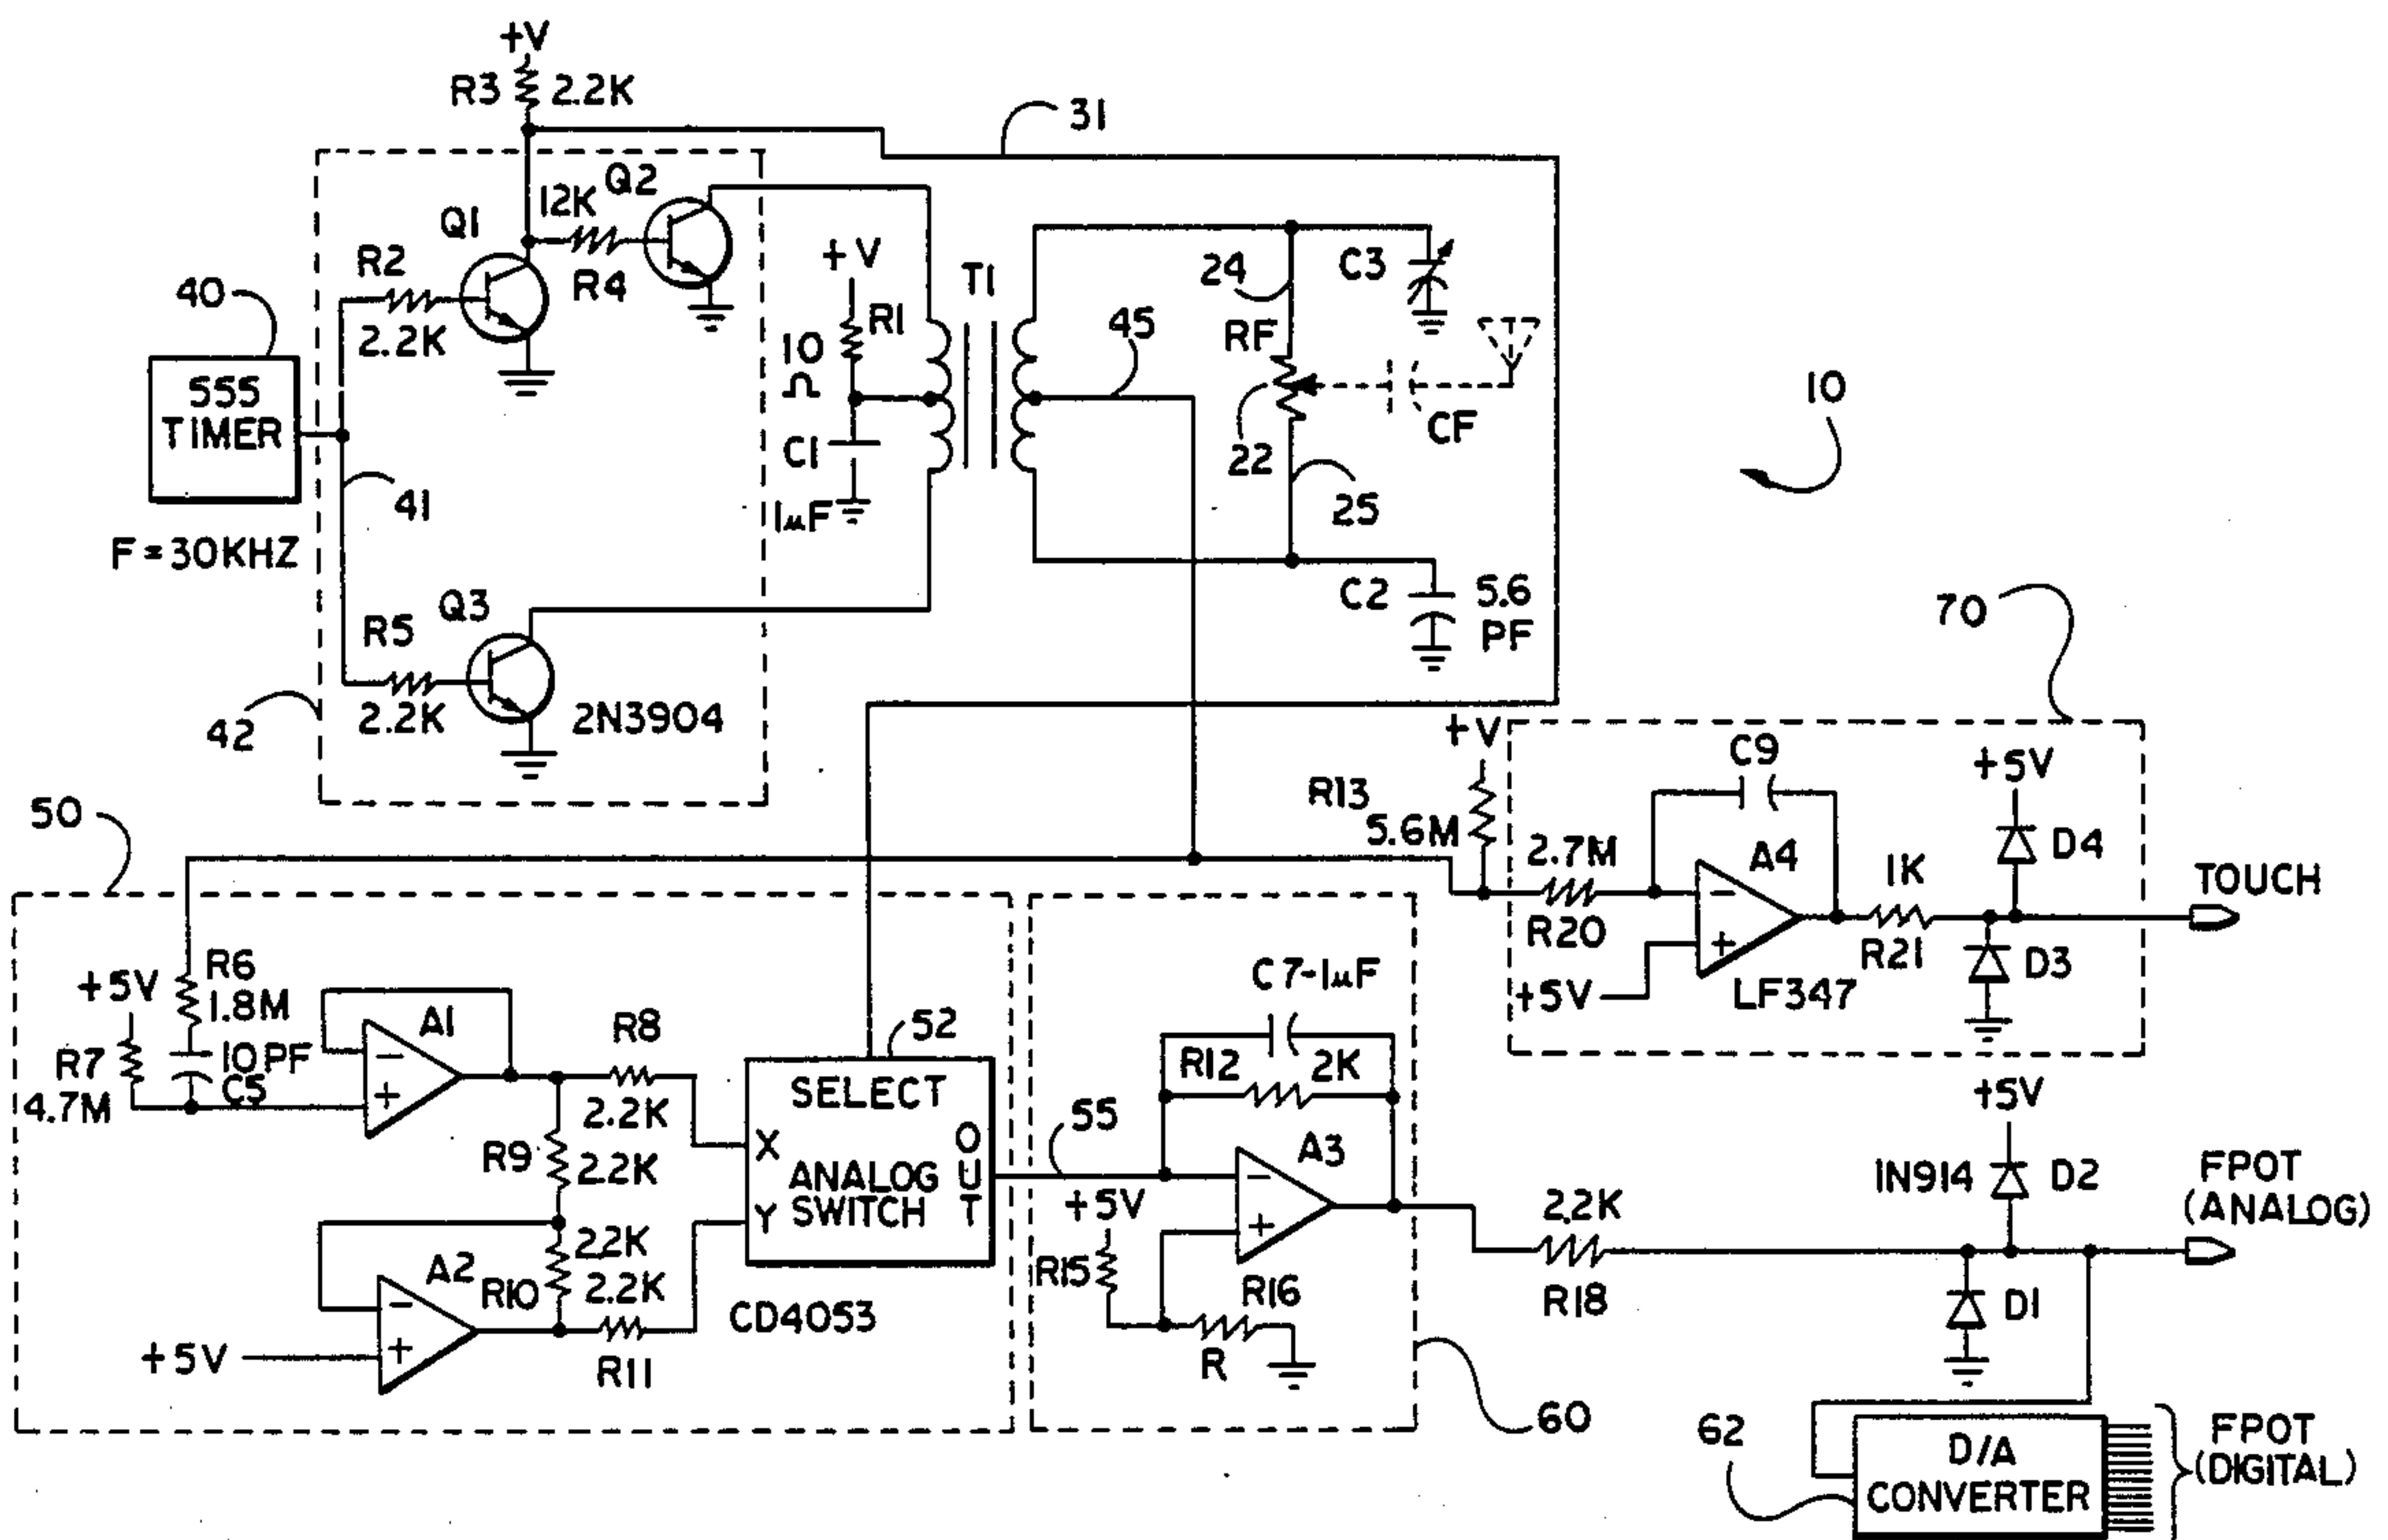 +V
R3 2.2K
31
Q2
12K
Q1
R4
R2
2.2K
40
555
TIMER
F=30KHZ
41
R5
Q3
2.2K
2N3904
42
+V
R1
10
C1
1µF
T1
45
24
RF
22
25
C3
CF
C2
5.6
PF
10
70
50
+V
R13
5.6M
2.7M
R20
C9
A4
+5V
LF347
1K
R21
+5V
D4
D3
TOUCH
R6
1.8M
+5V
R7
4.7M
10PF
C5
A1
R8
2.2K
R9
2.2K
2.2K
R10
A2
2.2K
R11
+5V
52
SELECT
X
ANALOG
Y SWITCH
OUT
CD4053
55
C7-1µF
R12 2K
A3
+5V
R15
R16
R
60
2.2K
R18
+5V
1N914 D2
D1
FPOT
(ANALOG)
62
D/A
CONVERTER
FPOT
(DIGITAL)